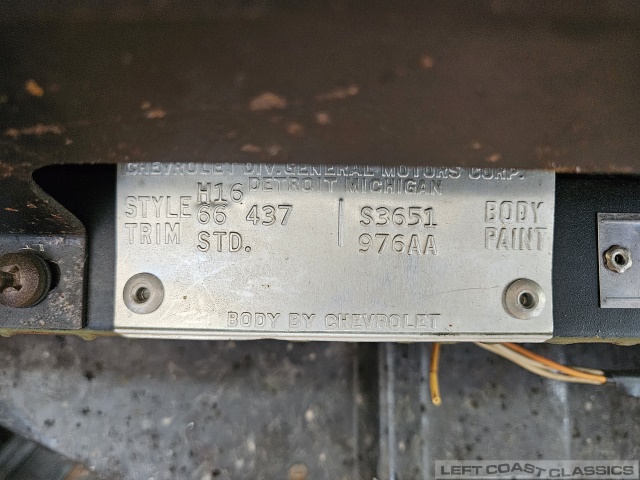 CHEVROLET DIV. GENERAL MOTORS CORP.
DETROIT MICHIGAN
H16
STYLE 66 437 S3651 BODY
TRIM STD. 976AA PAINT
BODY BY CHEVROLET
LEFT COAST CLASSICS